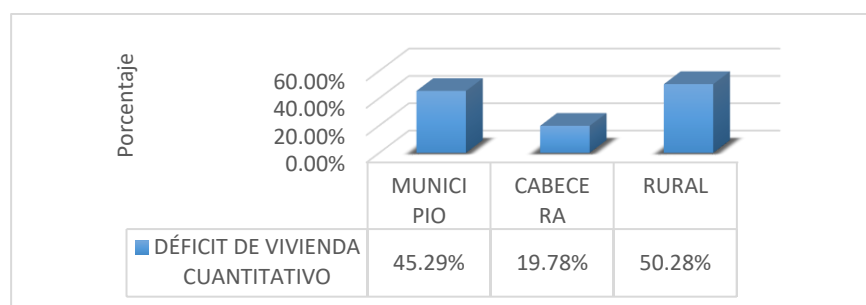 Porcentaje
60.00%
40.00%
20.00%
0.00%
MUNICI
PIO
CABECE
RA
RURAL
DÉFICIT DE VIVIENDA
CUANTITATIVO
45.29%
19.78%
50.28%